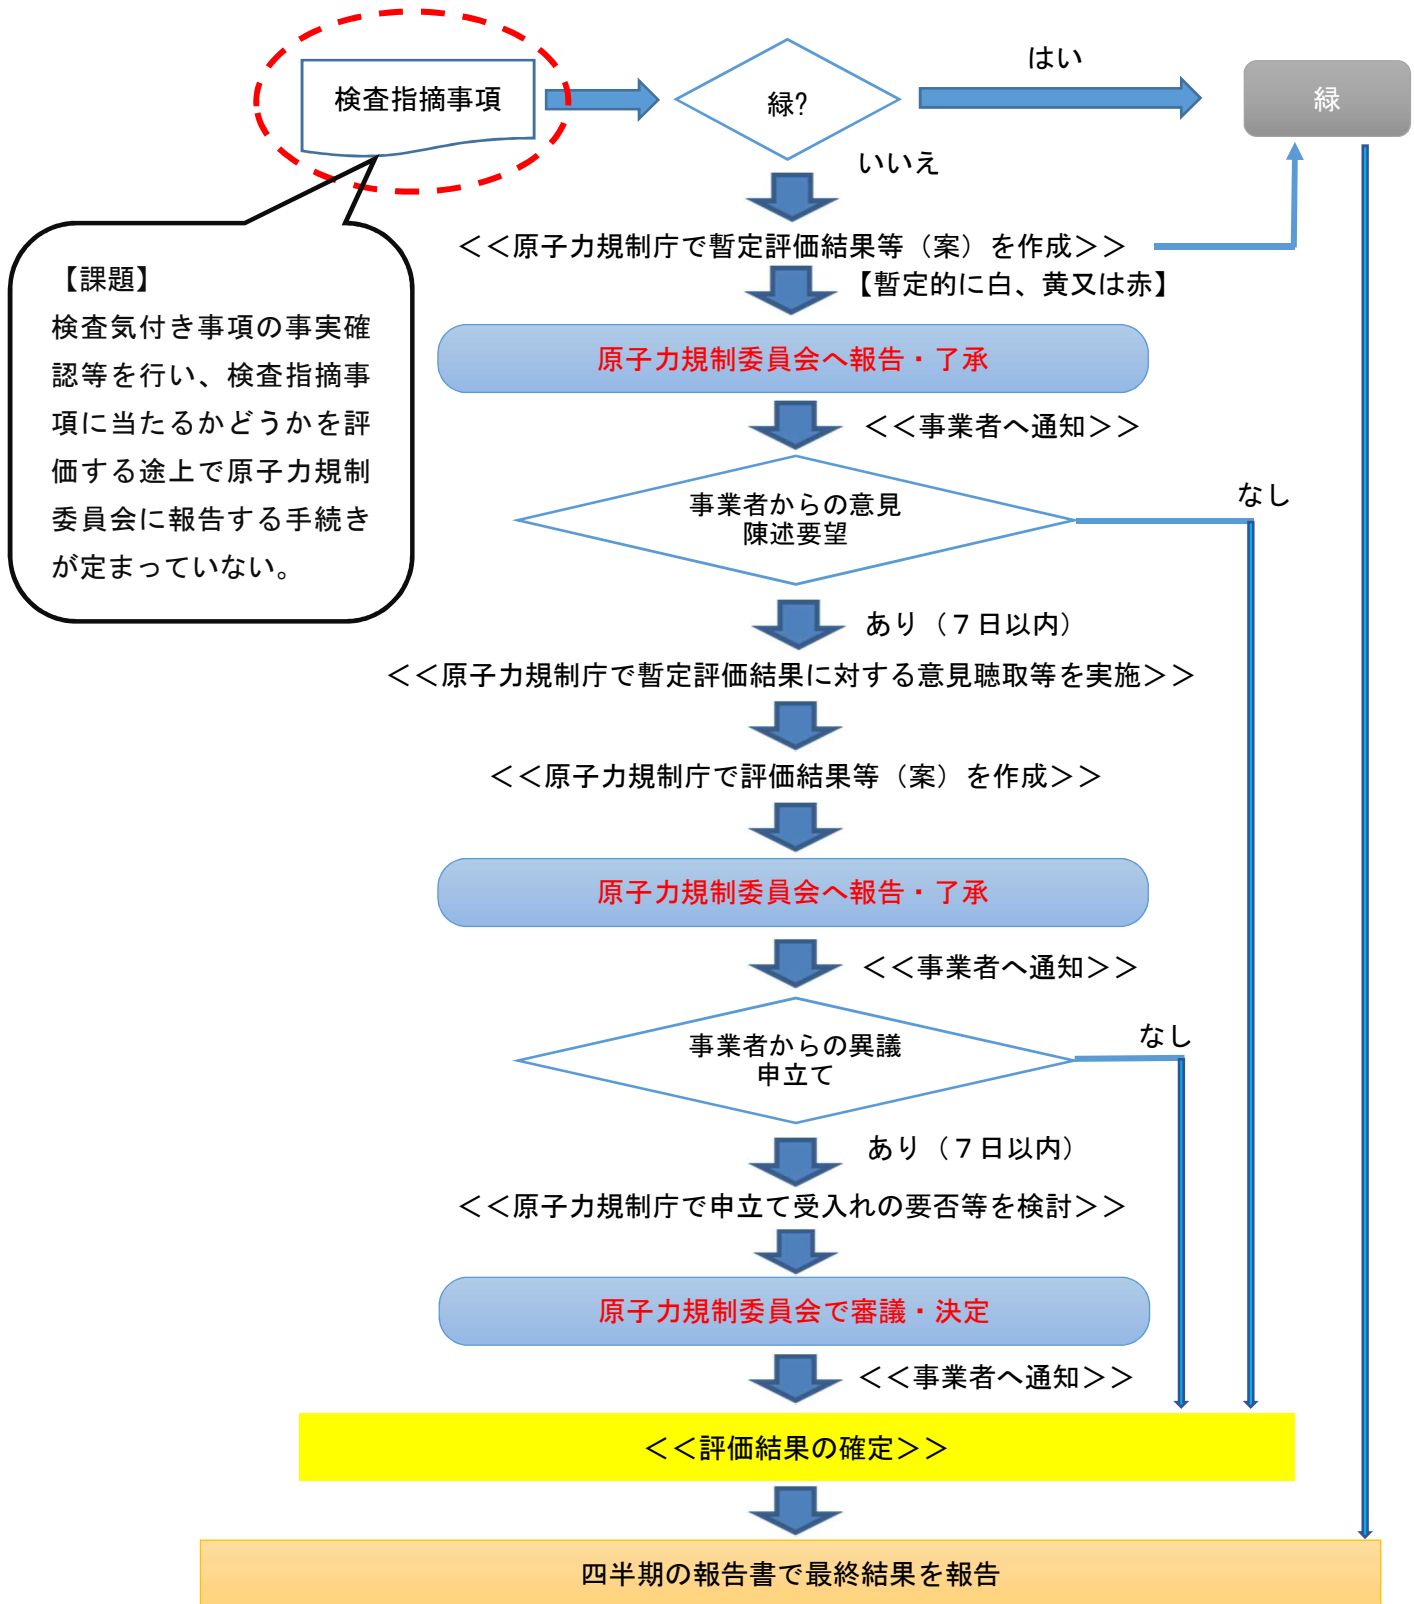 検査指摘事項
緑?
はい
緑
いいえ
＜＜原子力規制庁で暫定評価結果等（案）を作成＞＞
【暫定的に白、黄又は赤】
【課題】
検査気付き事項の事実確
認等を行い、検査指摘事
項に当たるかどうかを評
価する途上で原子力規制
委員会に報告する手続き
が定まっていない。
原子力規制委員会へ報告・了承
＜＜事業者へ通知＞＞
事業者からの意見
陳述要望
なし
あり（７日以内）
＜＜原子力規制庁で暫定評価結果に対する意見聴取等を実施＞＞
＜＜原子力規制庁で評価結果等（案）を作成＞＞
原子力規制委員会へ報告・了承
＜＜事業者へ通知＞＞
事業者からの異議
申立て
なし
あり（７日以内）
＜＜原子力規制庁で申立て受入れの要否等を検討＞＞
原子力規制委員会で審議・決定
＜＜事業者へ通知＞＞
＜＜評価結果の確定＞＞
四半期の報告書で最終結果を報告